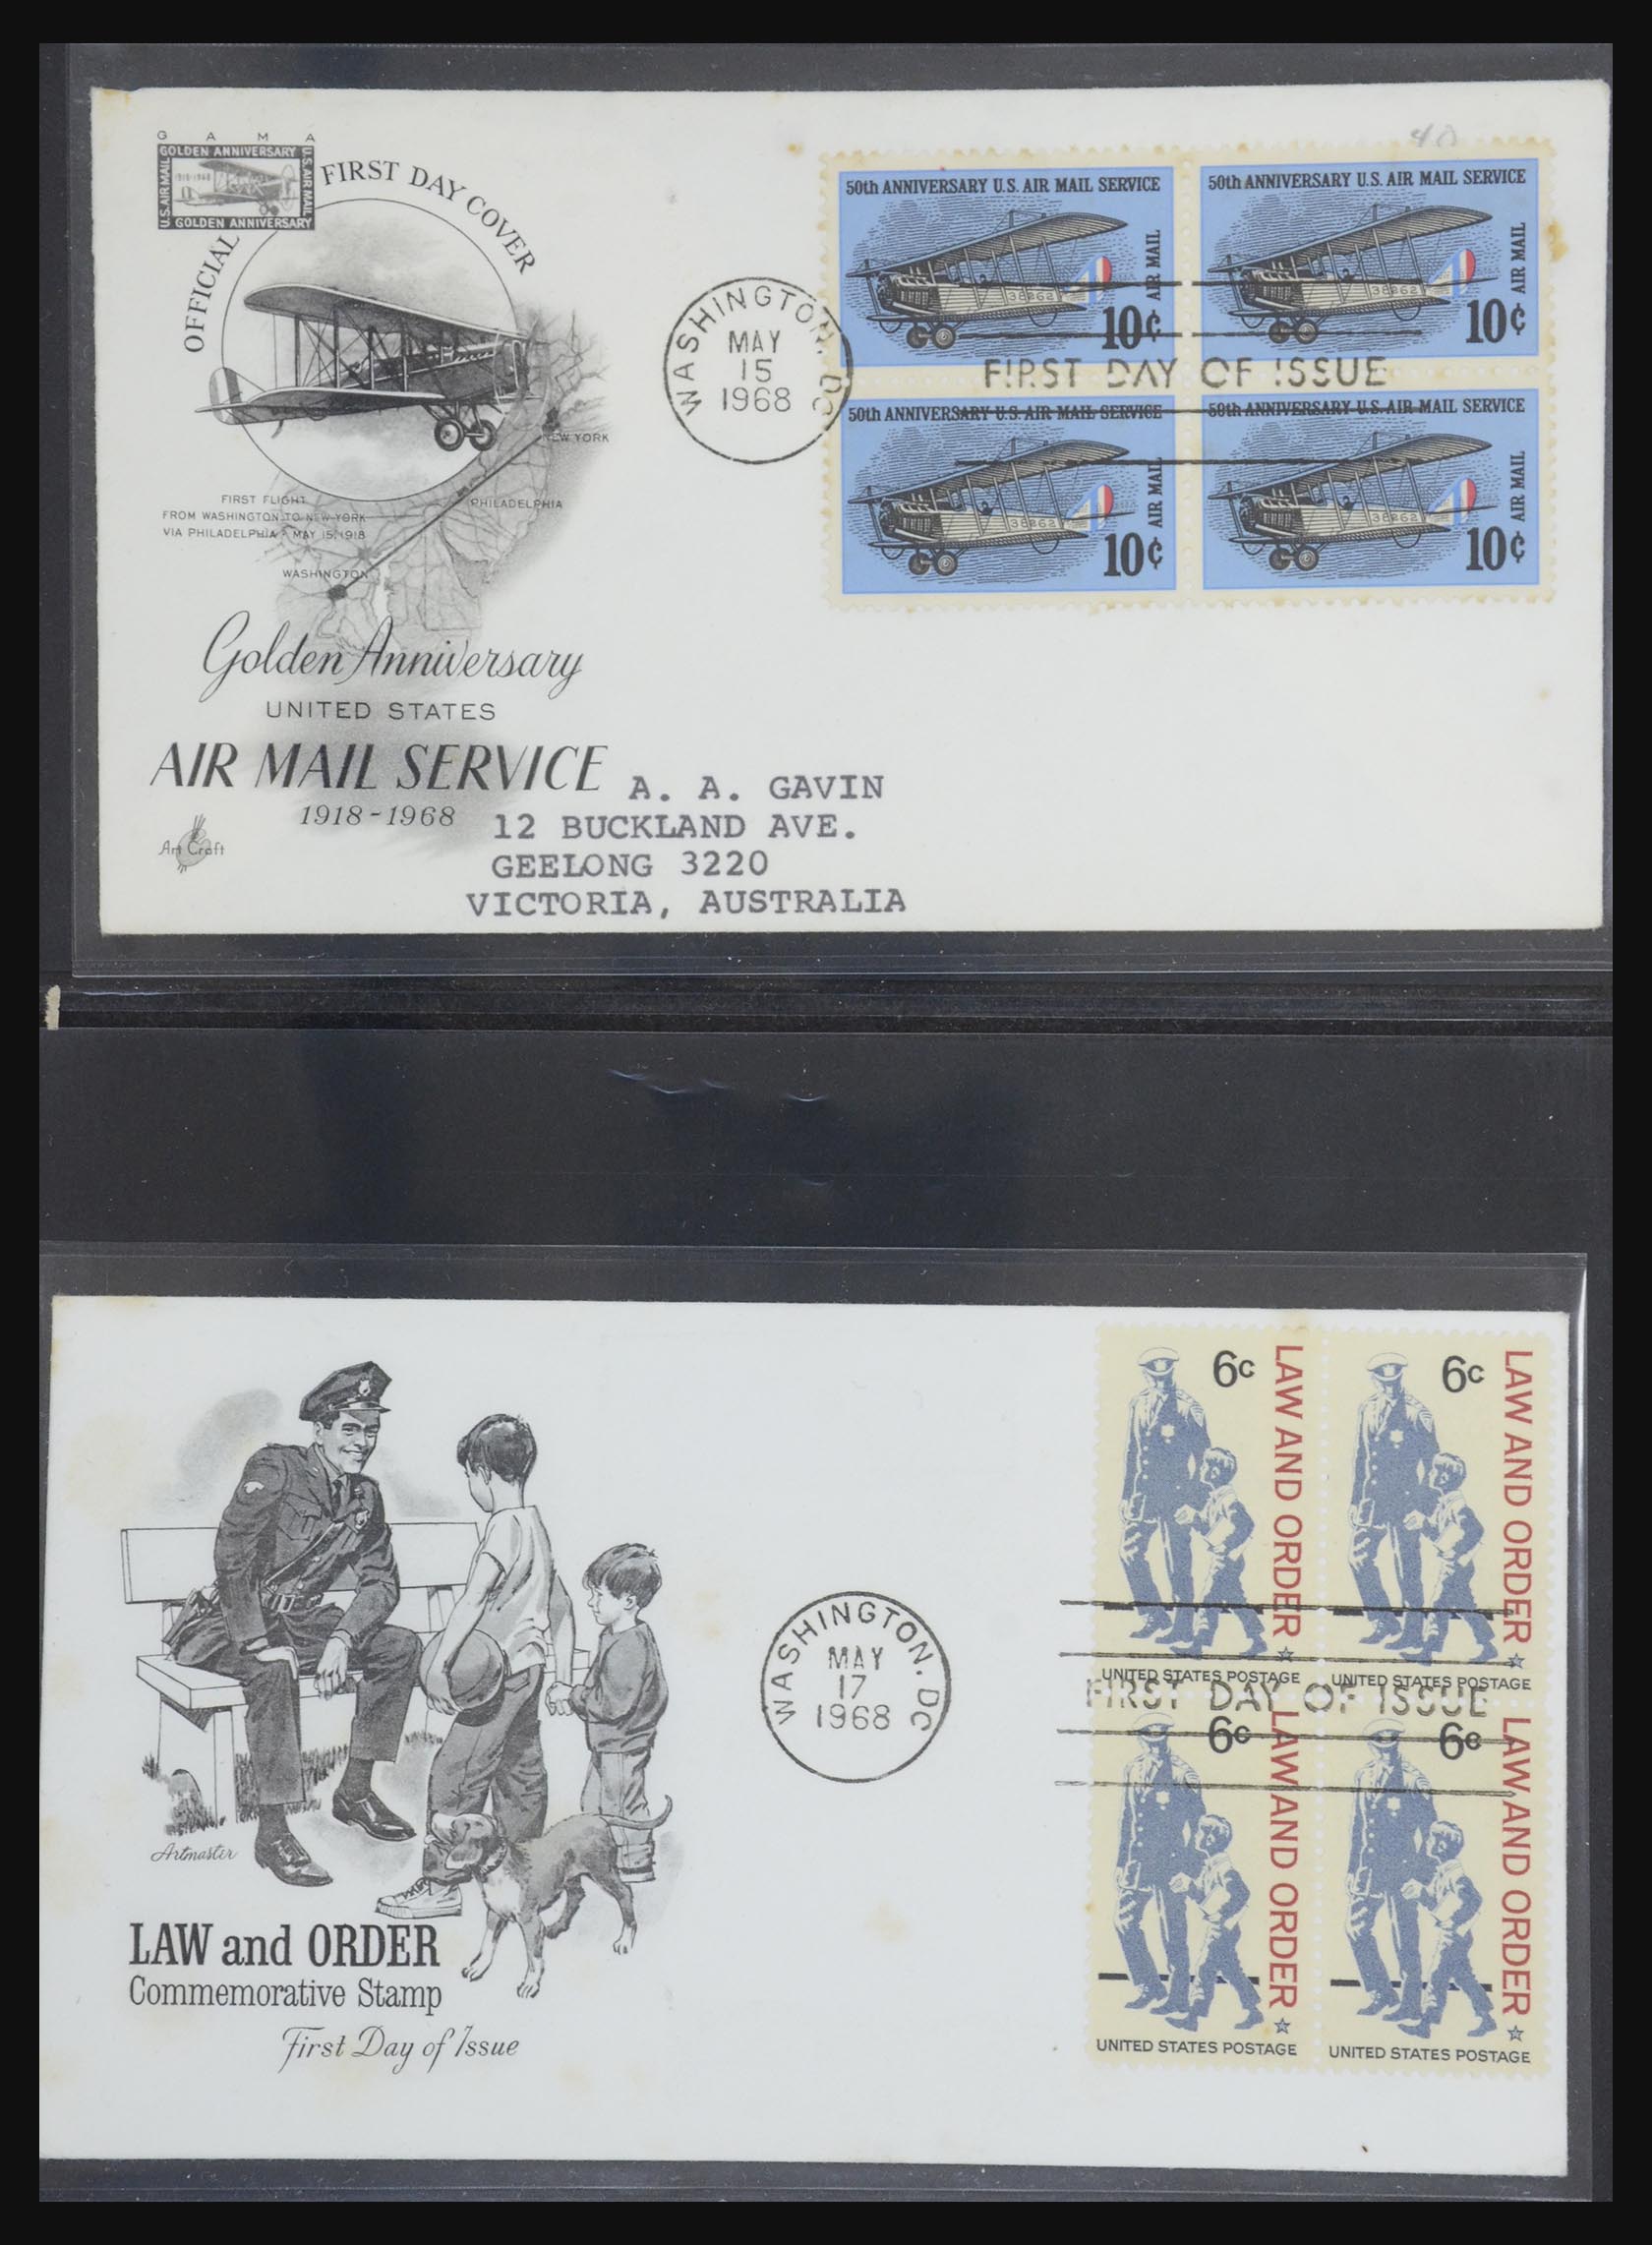 G A M A
GOLDEN ANNIVERSARY
U.S. AIR MAIL
1918-1968
U.S. AIR MAIL
GOLDEN ANNIVERSARY
OFFICIAL FIRST DAY COVER
NEW YORK
PHILADELPHIA
FIRST FLIGHT
FROM WASHINGTON TO NEW YORK
VIA PHILADELPHIA - MAY 15, 1918
WASHINGTON
Golden Anniversary
UNITED STATES
AIR MAIL SERVICE
1918-1968
Art Craft
A. A. GAVIN
12 BUCKLAND AVE.
GEELONG 3220
VICTORIA, AUSTRALIA
WASHINGTON, DC
MAY
15
1968
40
50th ANNIVERSARY U.S. AIR MAIL SERVICE
38262
AIR MAIL
10¢
50th ANNIVERSARY U.S. AIR MAIL SERVICE
38262
AIR MAIL
10¢
FIRST DAY OF ISSUE
50th ANNIVERSARY U.S. AIR MAIL SERVICE
38262
AIR MAIL
10¢
50th ANNIVERSARY U.S. AIR MAIL SERVICE
38262
AIR MAIL
10¢
Artmaster
LAW and ORDER
Commemorative Stamp
First Day of Issue
WASHINGTON, DC
MAY
17
1968
6c
LAW AND ORDER
UNITED STATES POSTAGE
6c
LAW AND ORDER
UNITED STATES POSTAGE
FIRST DAY OF ISSUE
6c
LAW AND ORDER
UNITED STATES POSTAGE
6c
LAW AND ORDER
UNITED STATES POSTAGE